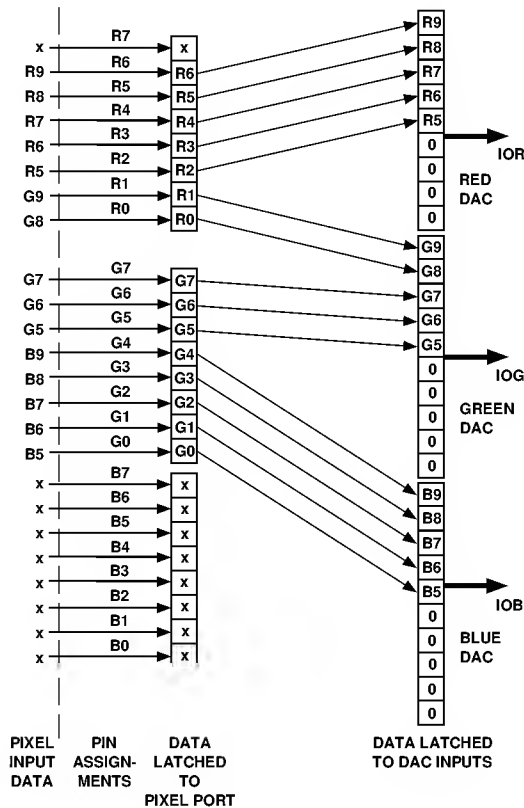 x R7 x
R9 R6 R6
R8 R5 R5
R7 R4 R4
R6 R3 R3
R5 R2 R2
G9 R1 R1
G8 R0 R0
G7 G7 G7
G6 G6 G6
G5 G5 G5
B9 G4 G4
B8 G3 G3
B7 G2 G2
B6 G1 G1
B5 G0 G0
x B7 x
x B6 x
x B5 x
x B4 x
x B3 x
x B2 x
x B1 x
x B0 x
R9
R8
R7
R6
R5
0
0
0
0
0
IOR
RED
DAC
G9
G8
G7
G6
G5
0
0
0
0
0
IOG
GREEN
DAC
B9
B8
B7
B6
B5
0
0
0
0
0
IOB
BLUE
DAC
PIXEL
INPUT
DATA
PIN
ASSIGN-
MENTS
DATA
LATCHED
TO
PIXEL PORT
DATA LATCHED
TO DAC INPUTS